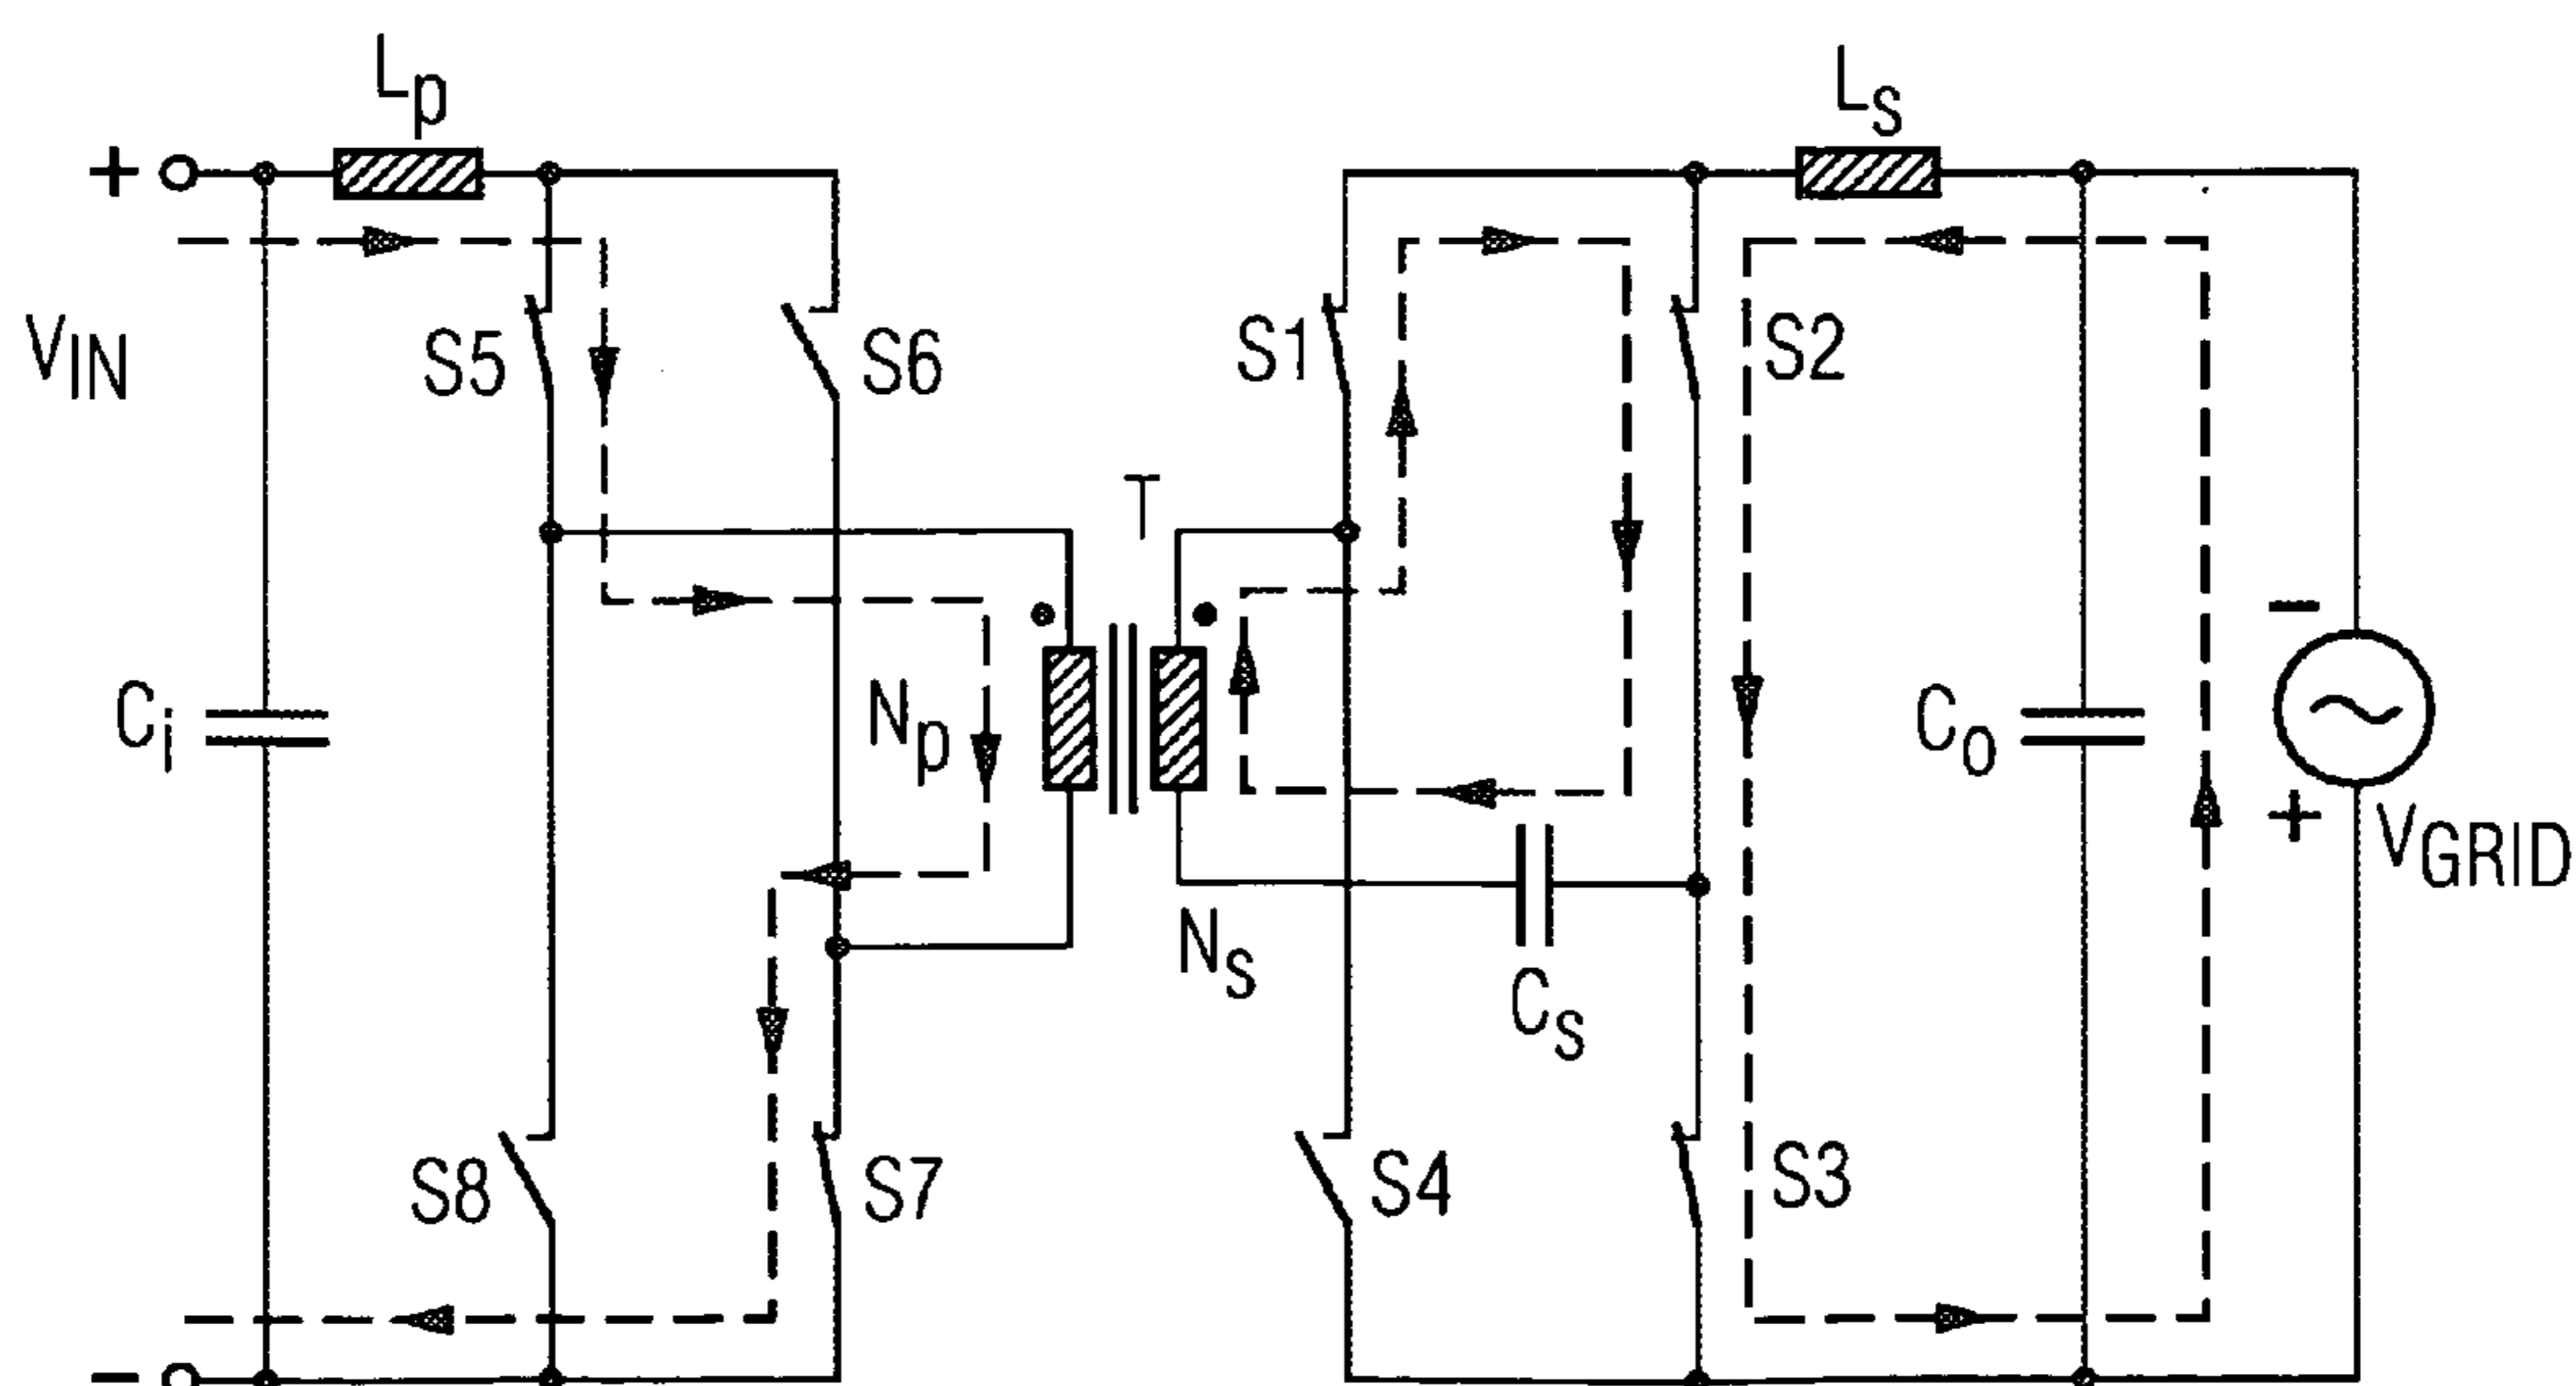 Lp
Ls
+
VIN
S5
S6
S1
S2
T
−
Ci
Np
Co
+
VGRID
Ns
Cs
S8
S7
S4
S3
−